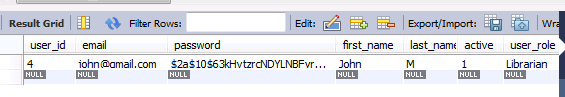 Result Grid Filter Rows: Edit: Export/Import: Wra
user_id email password first_name last_name active user_role
4 john@gmail.com $2a$10$63kHvtzrcNDYLNBFvr... John M 1 Librarian
NULL NULL NULL NULL NULL NULL NULL